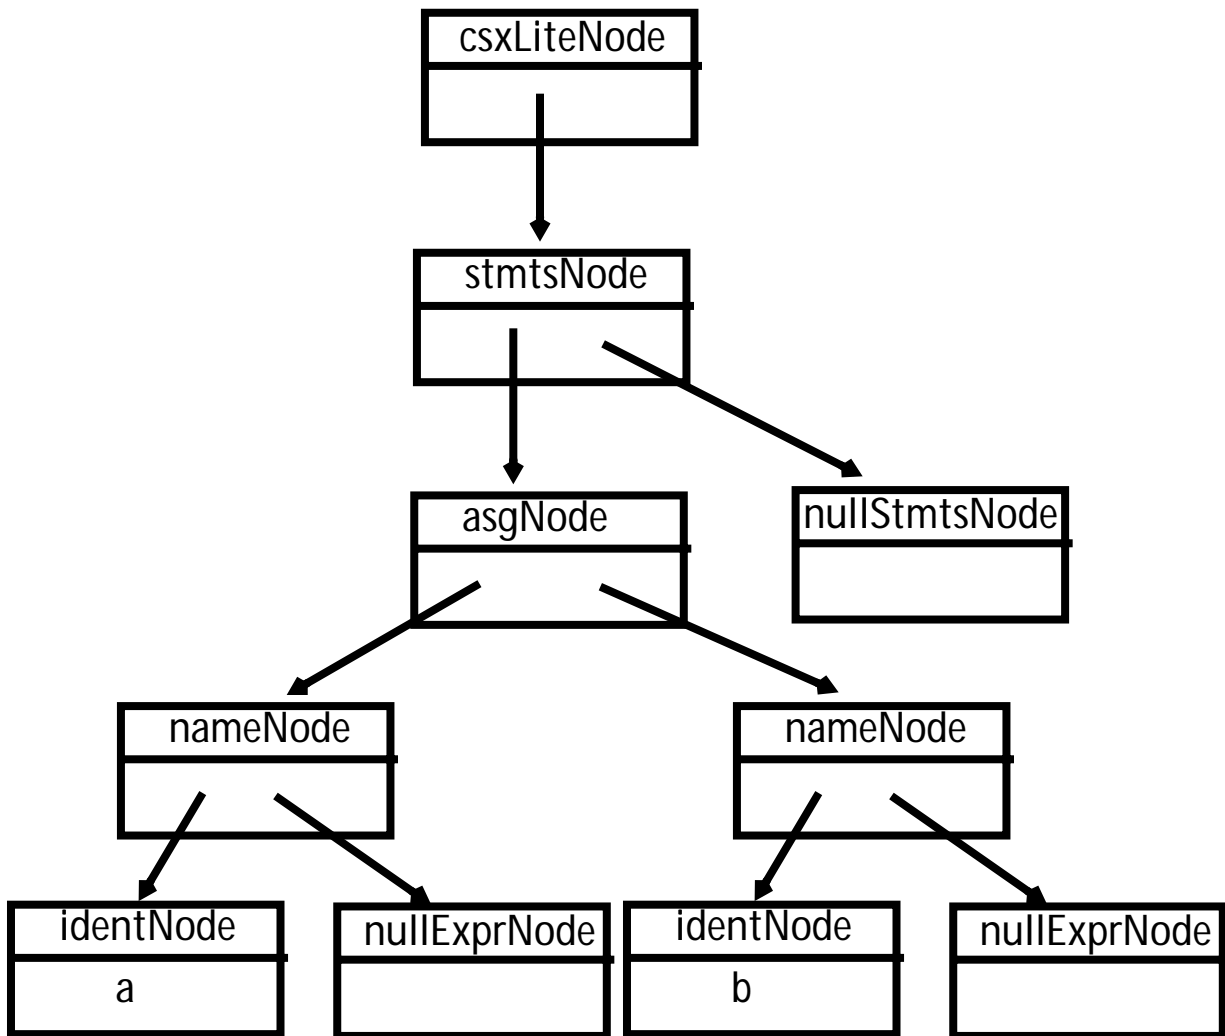 csxLiteNode
stmtsNode
asgNode
nullStmtsNode
nameNode
nameNode
identNode
a
nullExprNode
identNode
b
nullExprNode